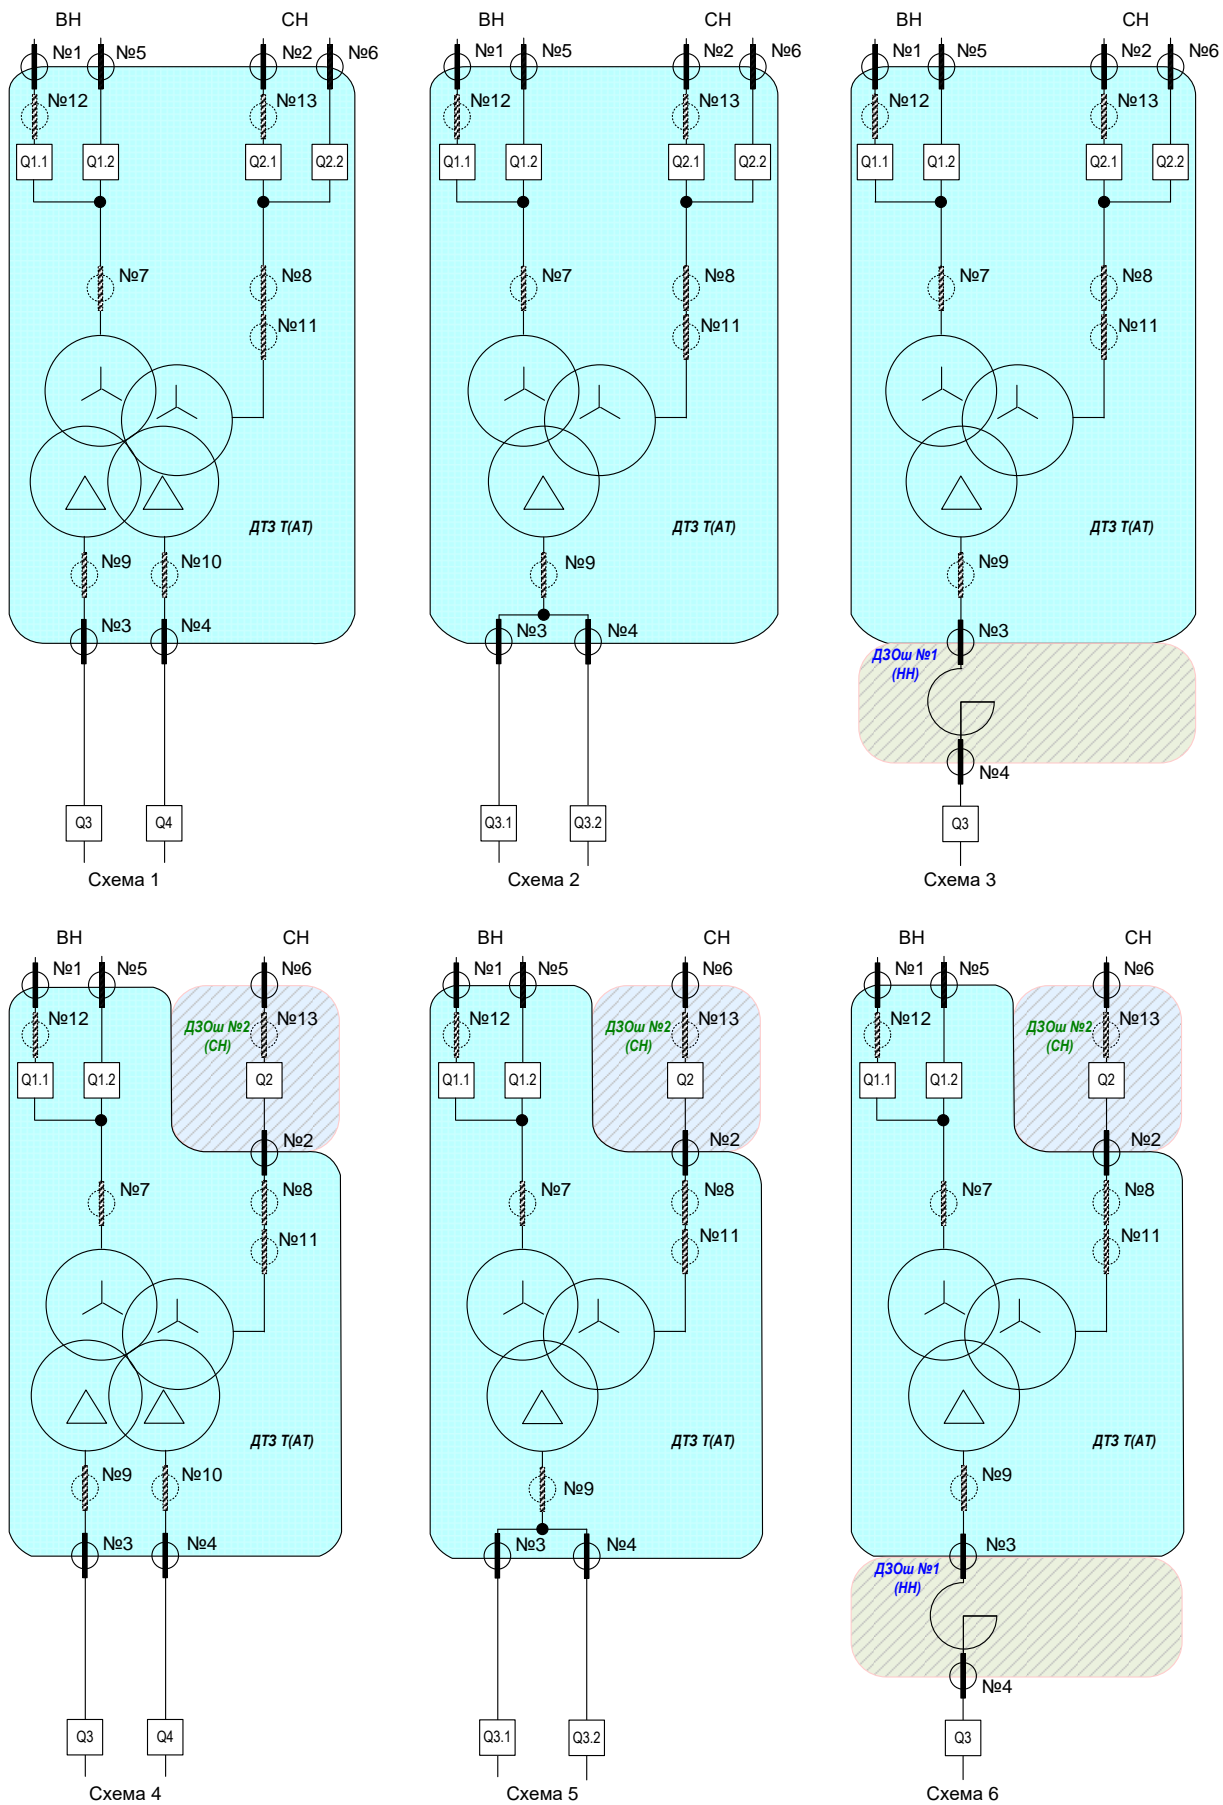 ВН СН ВН СН ВН СН
№1 №5 №2 №6 №1 №5 №2 №6 №1 №5 №2 №6
№12 №13 №12 №13 №12 №13
Q1.1 Q1.2 Q2.1 Q2.2 Q1.1 Q1.2 Q2.1 Q2.2 Q1.1 Q1.2 Q2.1 Q2.2
№7 №8 №7 №8 №7 №8
№11 №11 №11
ДТЗ Т(АТ) ДТЗ Т(АТ) ДТЗ Т(АТ)
№9 №10 №9 №9
№3 №4 №3 №4 №3
ДЗОш №1
(НН)
№4
Q3 Q4 Q3.1 Q3.2 Q3
Схема 1 Схема 2 Схема 3
ВН СН ВН СН ВН СН
№1 №5 №6 №1 №5 №6 №1 №5 №6
№12 ДЗОш №2 №13 №12 ДЗОш №2 №13 №12 ДЗОш №2 №13
(СН) (СН) (СН)
Q1.1 Q1.2 Q2 Q1.1 Q1.2 Q2 Q1.1 Q1.2 Q2
№2 №2 №2
№7 №8 №7 №8 №7 №8
№11 №11 №11
ДТЗ Т(АТ) ДТЗ Т(АТ) ДТЗ Т(АТ)
№9 №10 №9 №9
№3 №4 №3 №4 №3
ДЗОш №1
(НН)
№4
Q3 Q4 Q3.1 Q3.2 Q3
Схема 4 Схема 5 Схема 6